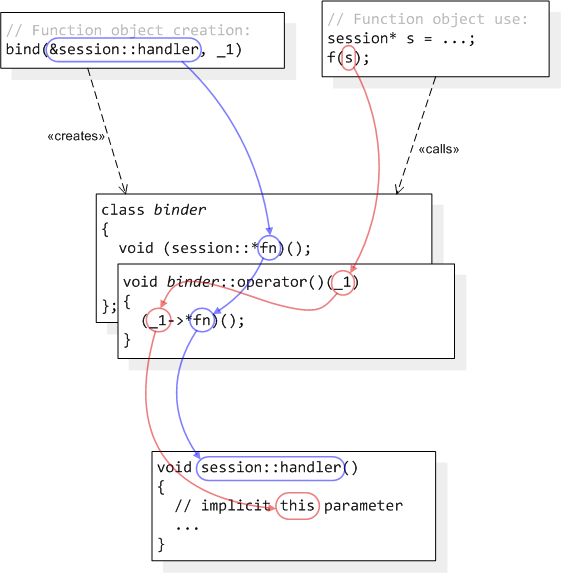 // Function object creation:
bind(&session::handler, _1)
// Function object use:
session* s = ...;
f(s);
«creates»
«calls»
class binder
{
void (session::*fn)();
};
void binder::operator()(_1)
{
(_1->*fn)();
}
void session::handler()
{
// implicit this parameter
...
}